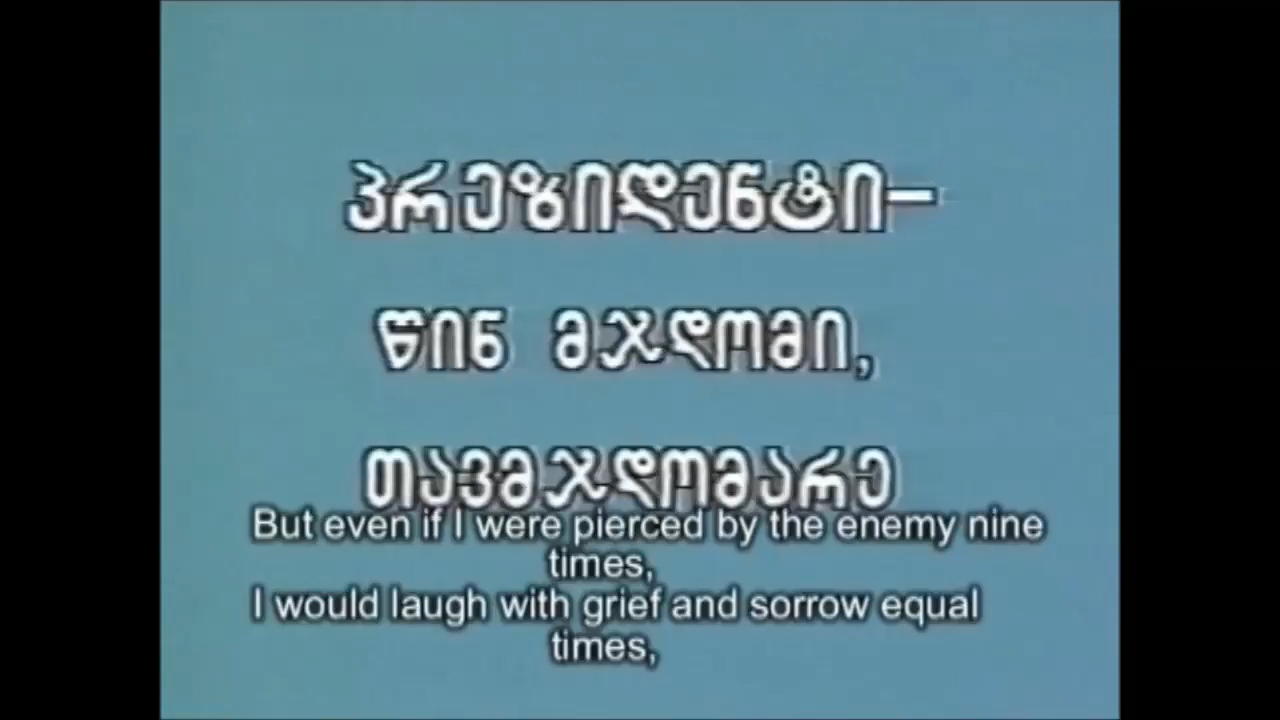 პრეზიდენტი–
წინ მჯდომი,
თავმჯდომარე
But even if I were pierced by the enemy nine
times,
I would laugh with grief and sorrow equal
times,